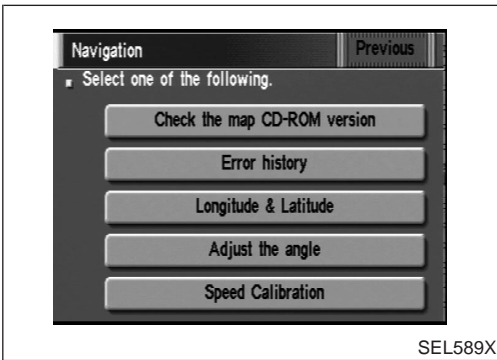 Navigation
Previous
Select one of the following.
Check the map CD-ROM version
Error history
Longitude & Latitude
Adjust the angle
Speed Calibration
SEL589X